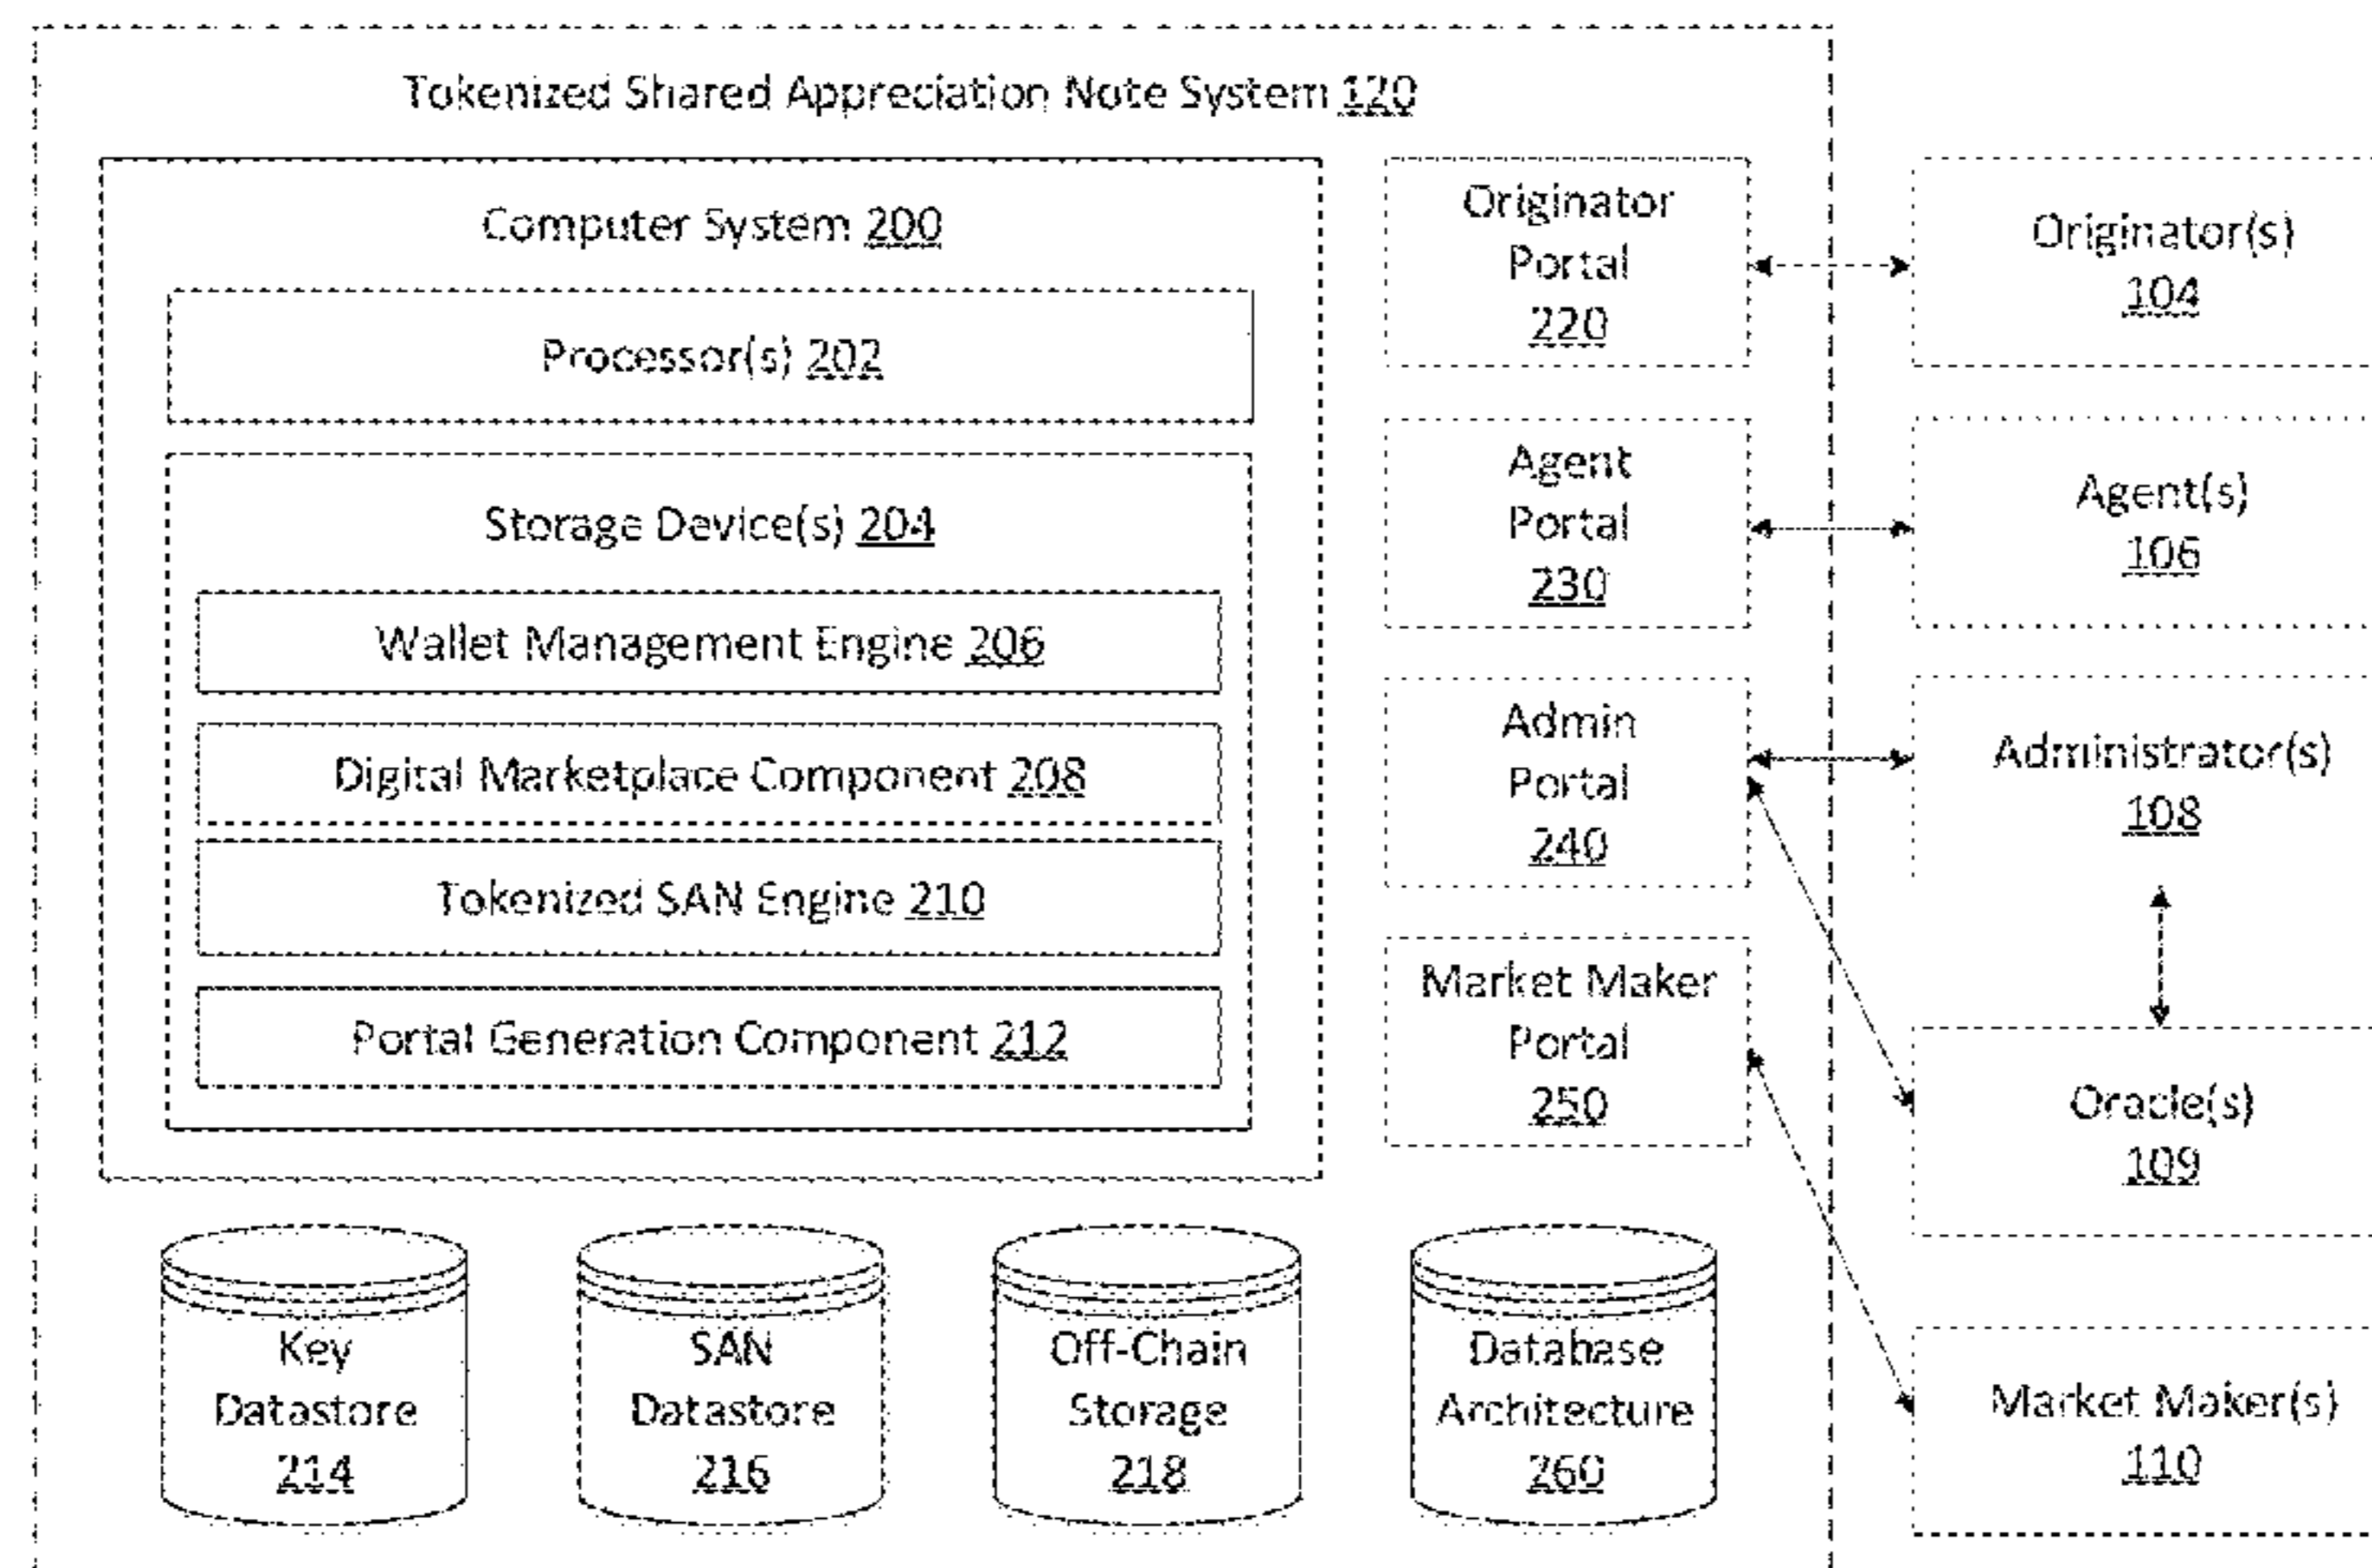 Tokenized Shared Appreciation Note System 120
Computer System 200
Processor(s) 202
Storage Device(s) 204
Wallet Management Engine 206
Digital Marketplace Component 208
Tokenized SAN Engine 210
Portal Generation Component 212
Originator
Portal
220
Agent
Portal
230
Admin
Portal
240
Market Maker
Portal
250
Originator(s)
104
Agent(s)
106
Administrator(s)
108
Oracle(s)
109
Market Maker(s)
110
Key
Datastore
214
SAN
Datastore
216
Off-Chain
Storage
218
Database
Architecture
260